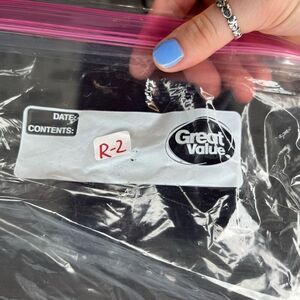 DATE:
CONTENTS:
R-2
Great
Value